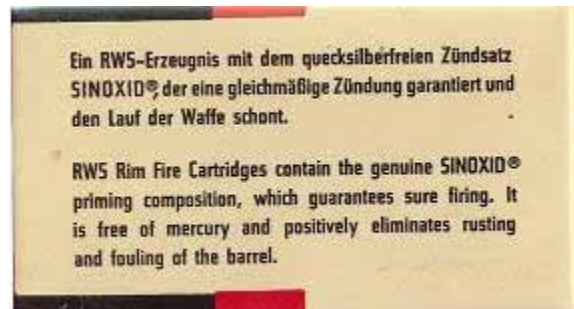 Ein RWS-Erzeugnis mit dem quecksilberfreien Zündsatz
SINOXID®, der eine gleichmäßige Zündung garantiert und
den Lauf der Waffe schont.
RWS Rim Fire Cartridges contain the genuine SINOXID®
priming composition, which guarantees sure firing. It
is free of mercury and positively eliminates rusting
and fouling of the barrel.